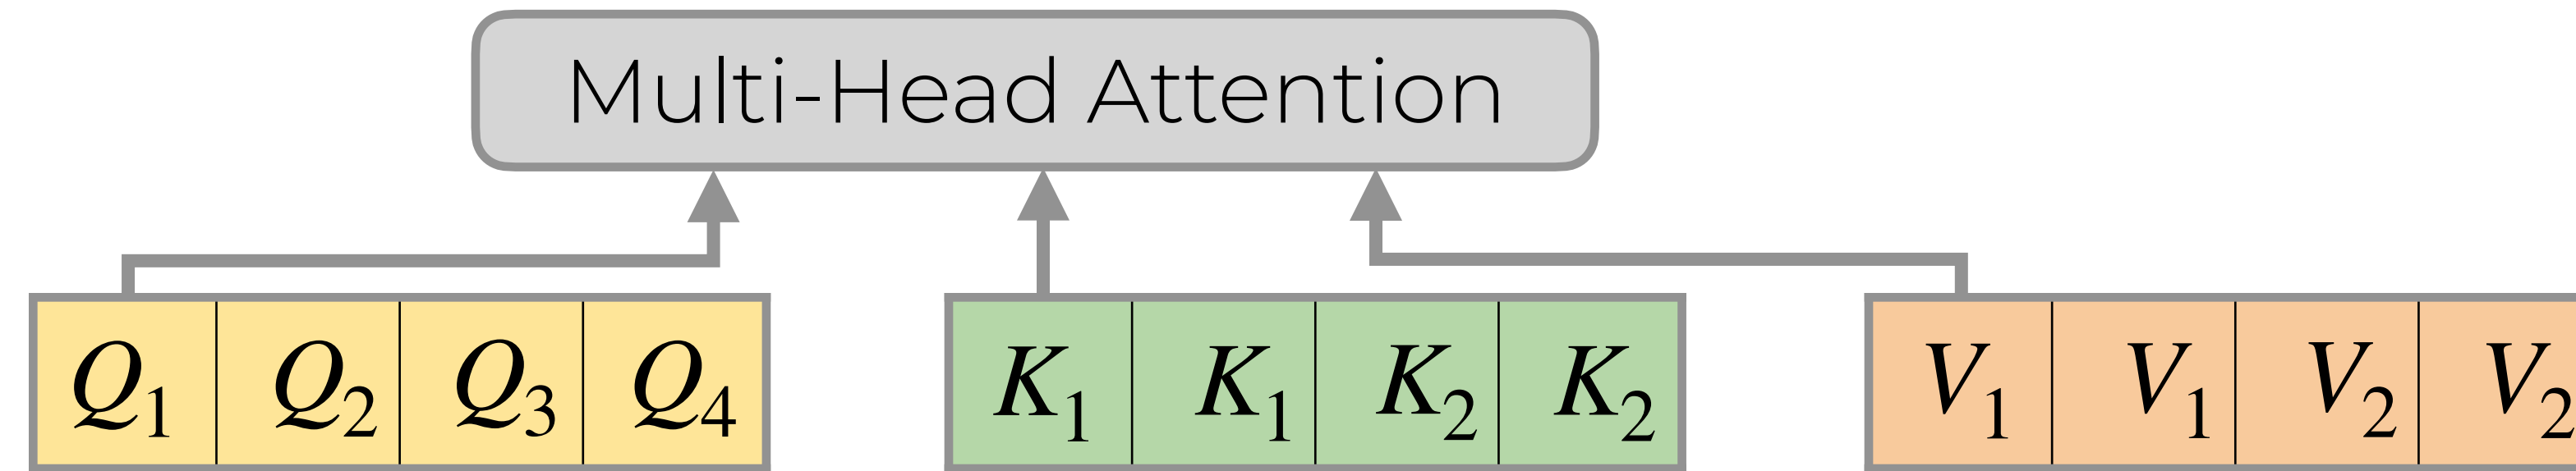 Multi-Head Attention
Q1 Q2 Q3 Q4 K1 K1 K2 K2 V1 V1 V2 V2